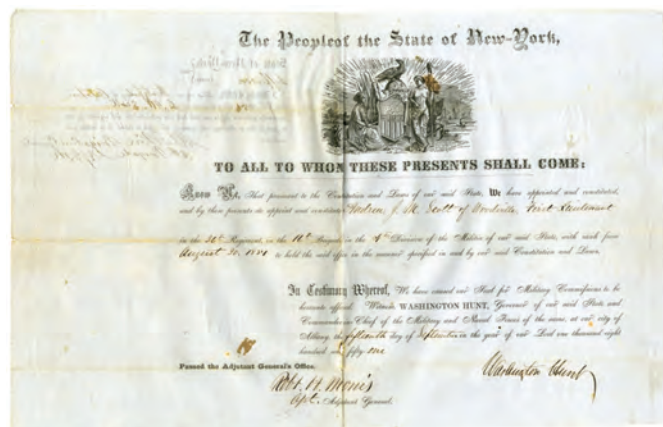 The People of the State of New-York,
TO ALL TO WHOM THESE PRESENTS SHALL COME:
Know Ye, That pursuant to the Constitution and Laws of our said State, We have appointed and constituted,
and by these presents do appoint and constitute Andrew J. M. Scott of First Lieutenant
in the Regiment, in the Brigade, in the Division of the Militia of our said State, with rank from
August 30, 1851 to hold the said office in the manner specified in and by our said Constitution and Laws.
In Testimony Whereof, We have caused our Seal for Military Commissions to be
hereunto affixed. Witness WASHINGTON HUNT, Governor of our said State and
Commander-in-Chief of the Military and Naval Forces of the same, at our city of
Albany, the fifteenth day of September in the year of our Lord one thousand eight
hundred and fifty one
Passed the Adjutant General's Office.
Washington Hunt
Robt. H. Morris
Adjutant General.